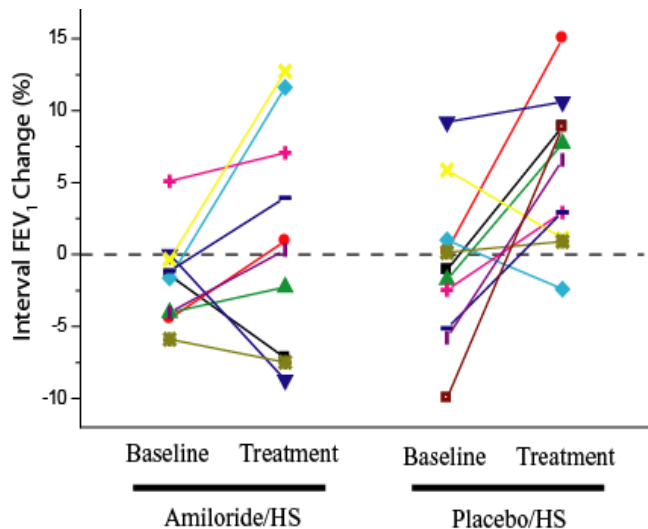 Interval FEV₁ Change (%)
15
10
5
0
-5
-10
Baseline Treatment Baseline Treatment
Amiloride/HS Placebo/HS